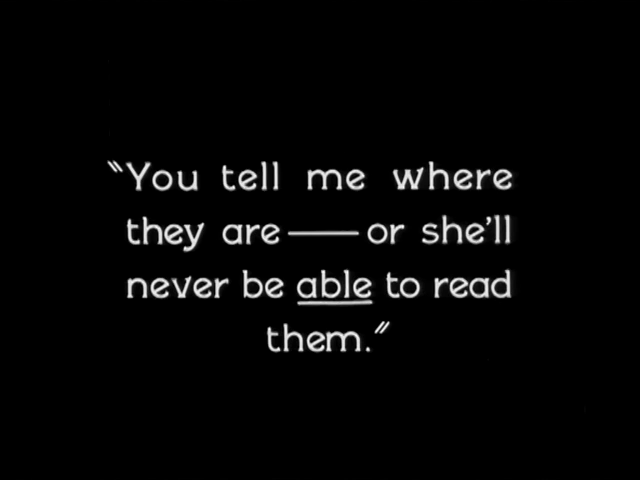 "You tell me where
they are——or she'll
never be able to read
them."